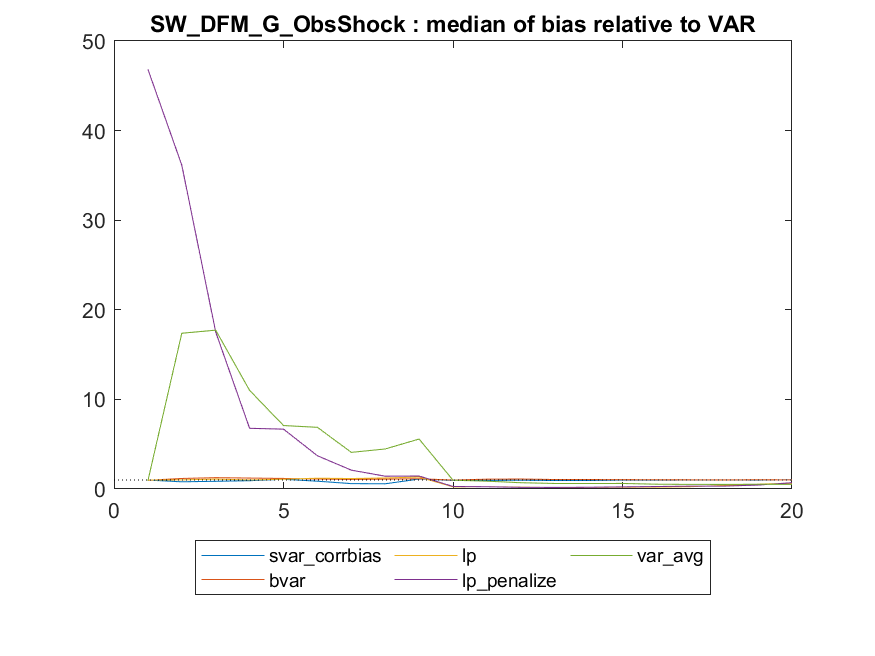 SW_DFM_G_ObsShock : median of bias relative to VAR
50
40
30
20
10
0
0 5 10 15 20
svar_corrbias lp var_avg
bvar lp_penalize